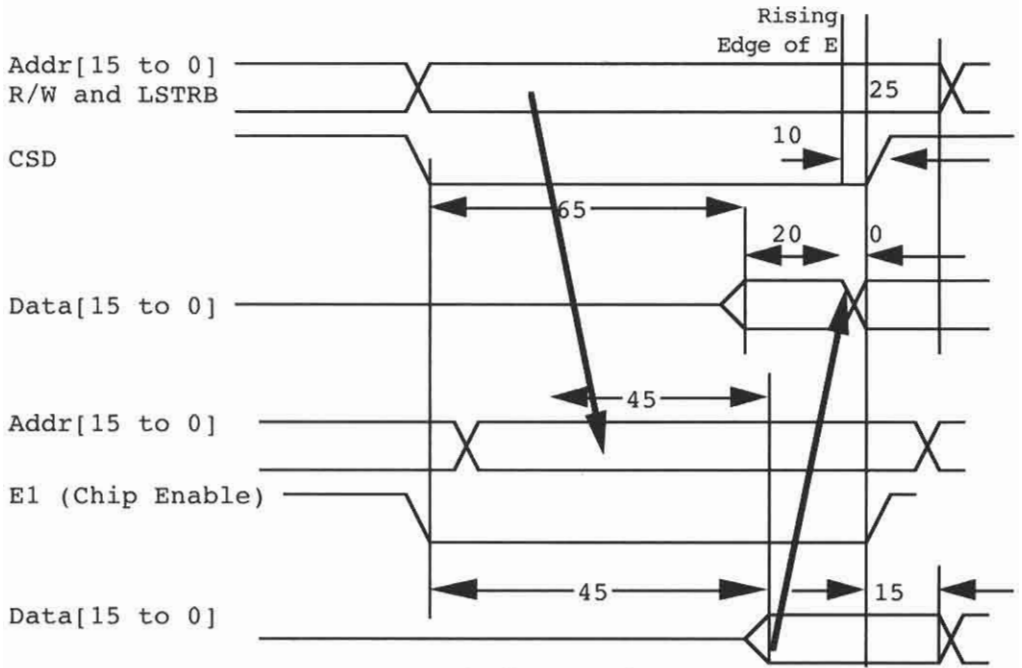 Rising
Edge of E
Addr[15 to 0]
R/W and LSTRB
25
10
CSD
65
20
0
Data[15 to 0]
45
Addr[15 to 0]
E1 (Chip Enable)
45
15
Data[15 to 0]